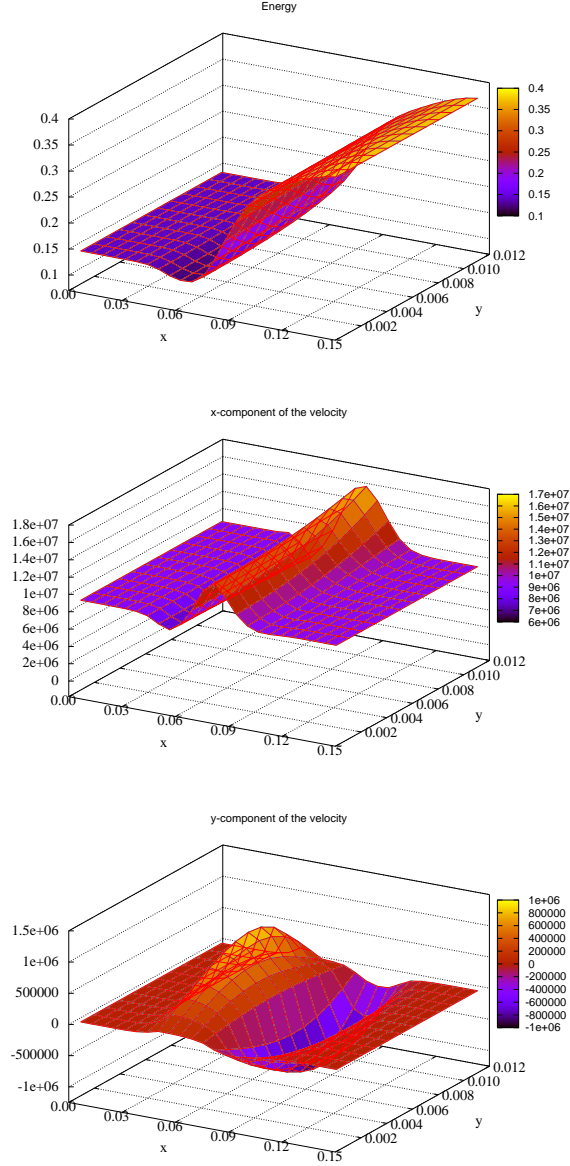 Energy
0.4
0.35
0.3
0.25
0.2
0.15
0.1
0.00
0.03
0.06
0.09
0.12
0.15
x
0.002
0.004
0.006
0.008
0.010
0.012
y
0.4
0.35
0.3
0.25
0.2
0.15
0.1
x-component of the velocity
1.8e+07
1.6e+07
1.4e+07
1.2e+07
1e+07
8e+06
6e+06
4e+06
2e+06
0
0.00
0.03
0.06
0.09
0.12
0.15
x
0.002
0.004
0.006
0.008
0.010
0.012
y
1.7e+07
1.6e+07
1.5e+07
1.4e+07
1.3e+07
1.2e+07
1.1e+07
1e+07
9e+06
8e+06
7e+06
6e+06
y-component of the velocity
1.5e+06
1e+06
500000
0
-500000
-1e+06
0.00
0.03
0.06
0.09
0.12
0.15
x
0.002
0.004
0.006
0.008
0.010
0.012
y
1e+06
800000
600000
400000
200000
0
-200000
-400000
-600000
-800000
-1e+06